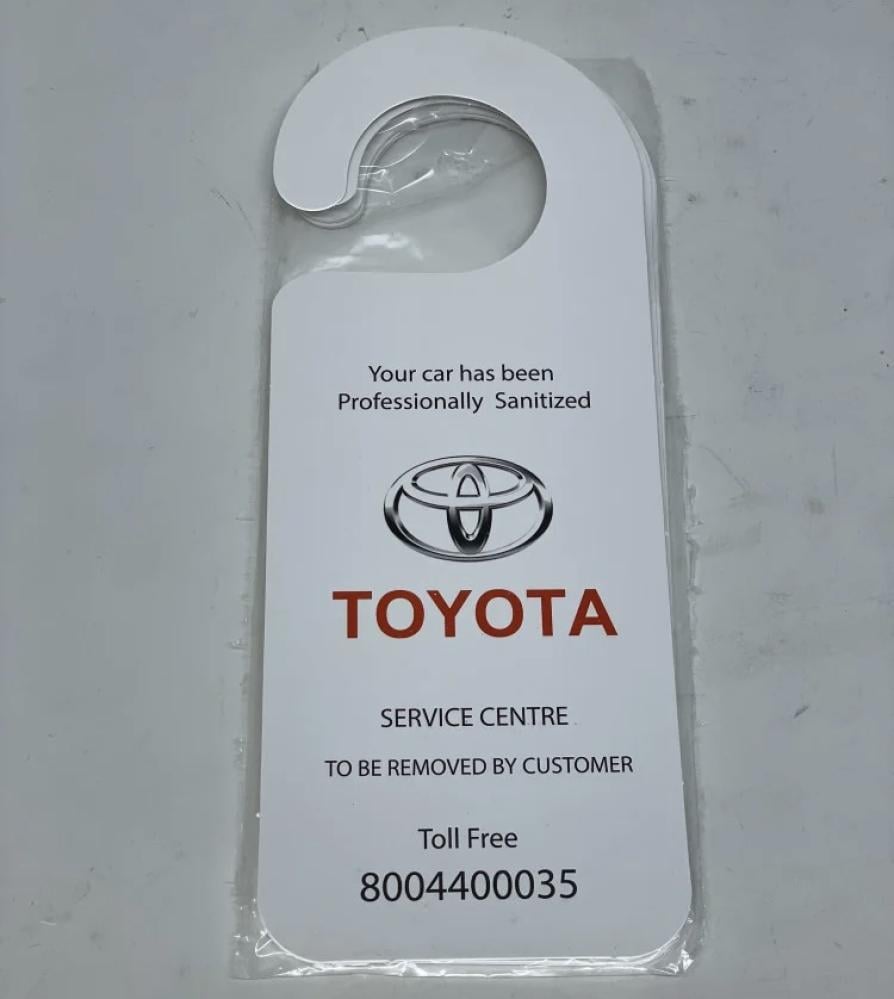 Your car has been
Professionally Sanitized
TOYOTA
SERVICE CENTRE
TO BE REMOVED BY CUSTOMER
Toll Free
8004400035